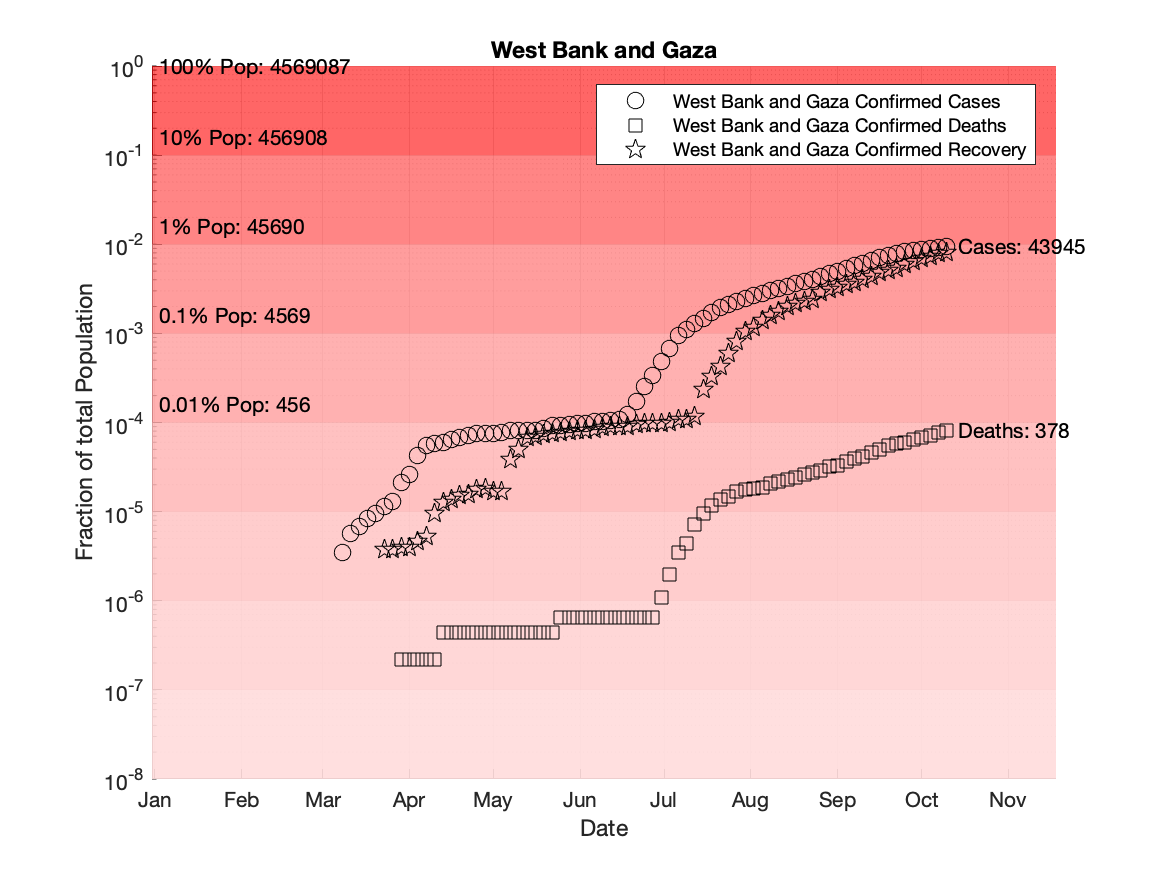 West Bank and Gaza
10^0
100% Pop: 4569087
West Bank and Gaza Confirmed Cases
West Bank and Gaza Confirmed Deaths
West Bank and Gaza Confirmed Recovery
10% Pop: 456908
10^-1
1% Pop: 45690
10^-2
Cases: 43945
0.1% Pop: 4569
10^-3
0.01% Pop: 456
10^-4
Deaths: 378
10^-5
10^-6
10^-7
10^-8
Fraction of total Population
Jan Feb Mar Apr May Jun Jul Aug Sep Oct Nov
Date